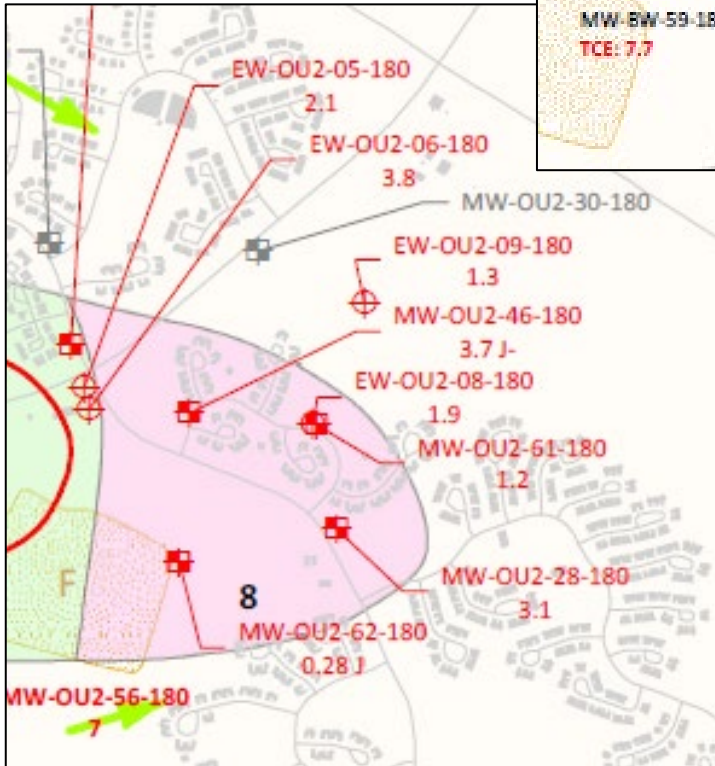 MW-BW-59-18
TCE: 7.7
EW-OU2-05-180
2.1
EW-OU2-06-180
3.8
MW-OU2-30-180
EW-OU2-09-180
1.3
MW-OU2-46-180
3.7 J-
EW-OU2-08-180
1.9
MW-OU2-61-180
1.2
MW-OU2-28-180
3.1
F
8
MW-OU2-62-180
0.28 J
MW-OU2-56-180
7